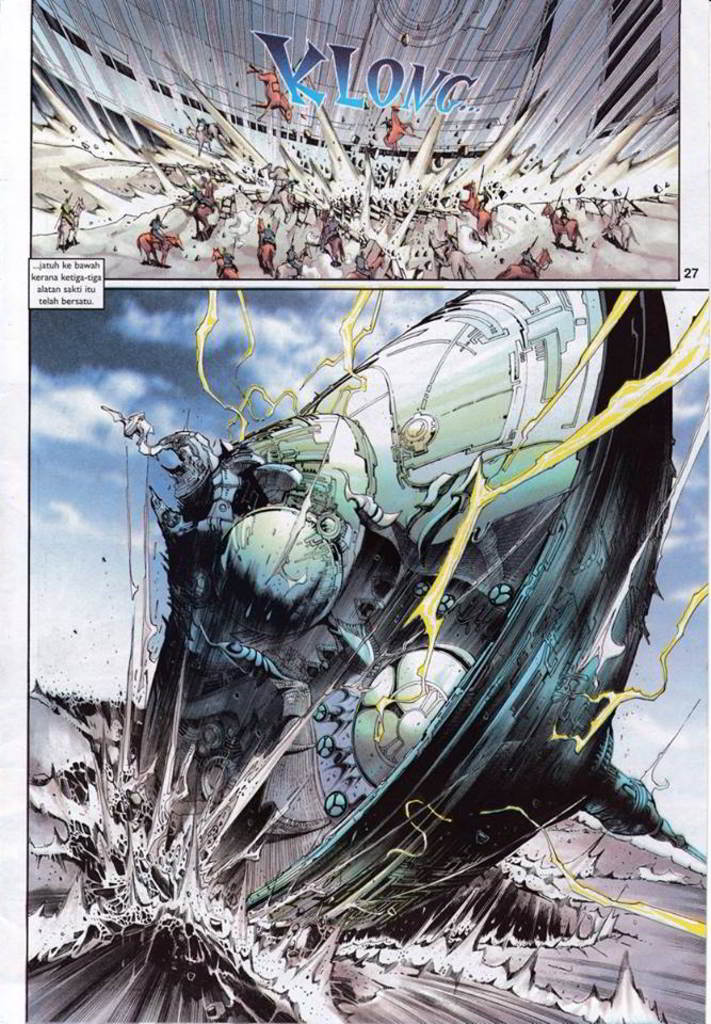 KLONG...
27
...jatuh ke bawah
kerana ketiga-tiga
alatan sakti itu
telah bersatu.